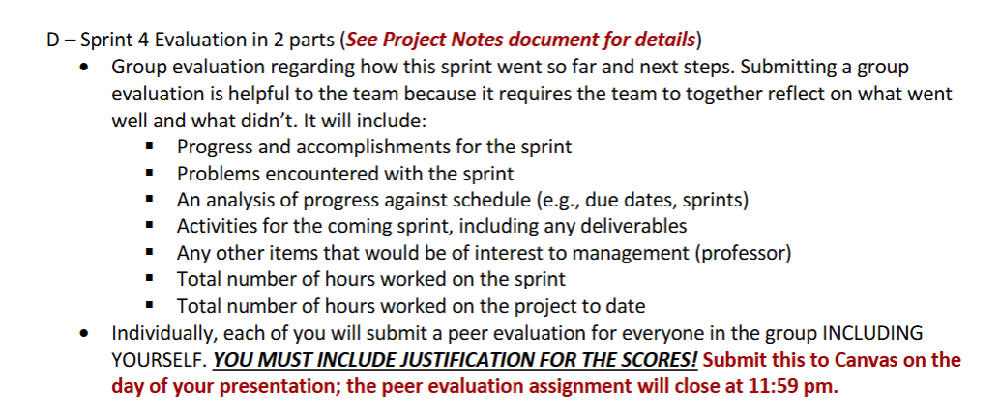 D – Sprint 4 Evaluation in 2 parts (See Project Notes document for details)
• Group evaluation regarding how this sprint went so far and next steps. Submitting a group
evaluation is helpful to the team because it requires the team to together reflect on what went
well and what didn’t. It will include:
▪ Progress and accomplishments for the sprint
▪ Problems encountered with the sprint
▪ An analysis of progress against schedule (e.g., due dates, sprints)
▪ Activities for the coming sprint, including any deliverables
▪ Any other items that would be of interest to management (professor)
▪ Total number of hours worked on the sprint
▪ Total number of hours worked on the project to date
• Individually, each of you will submit a peer evaluation for everyone in the group INCLUDING
YOURSELF. YOU MUST INCLUDE JUSTIFICATION FOR THE SCORES! Submit this to Canvas on the
day of your presentation; the peer evaluation assignment will close at 11:59 pm.